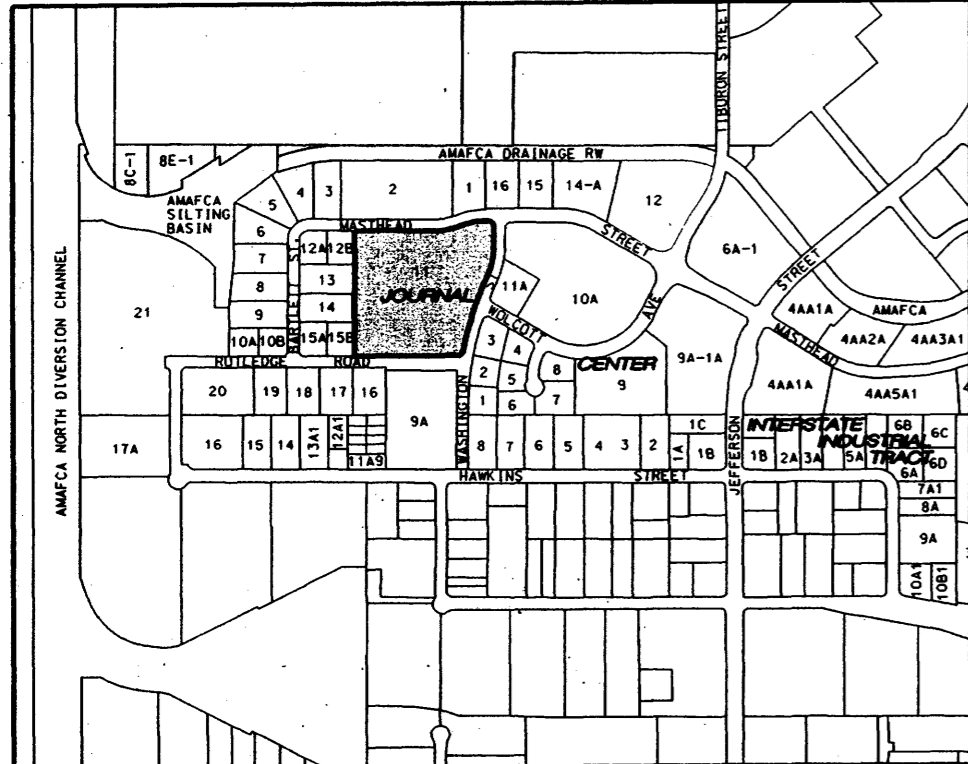 TIBURON STREET
AMAFCA DRAINAGE RW
8C-1
8E-1
AMAFCA
SILTING
BASIN
5
4
3
2
1
16
15
14-A
12
6
7
8
9
10A
10B
21
BARTLETT ST.
MASTHEAD
STREET
12A
12B
13
14
15A
15B
11
JOURNAL
11A
10A
6A-1
STREET
4AA1A
AMAFCA
4AA2A
4AA3A1
MASTHEAD
WOLCOTT
AVE
CENTER
3
4
2
5
1
6
8
7
9
9A-1A
4AA1A
4AA5A1
AMAFCA NORTH DIVERSION CHANNEL
RUTLEDGE ROAD
20
19
18
17
16
9A
WASHINGTON
17A
16
15
14
13A1
12A1
11A9
8
7
6
5
4
3
2
1C
1A
1B
JEFFERSON
INTERSTATE
INDUSTRIAL
TRACT
1B
2A
3A
5A
6B
6C
6A
6D
7A1
8A
9A
10A1
10B1
HAWKINS STREET